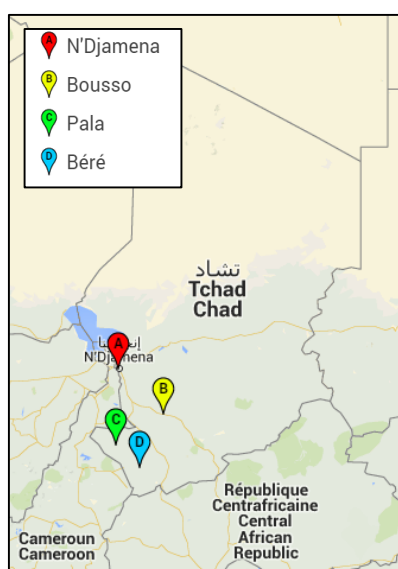 A N'Djamena
B Bousso
C Pala
D Béré
تشاد
Tchad
Chad
A
N'Djamena
B
C
D
République
Centrafricaine
Central
African
Republic
Cameroun
Cameroon